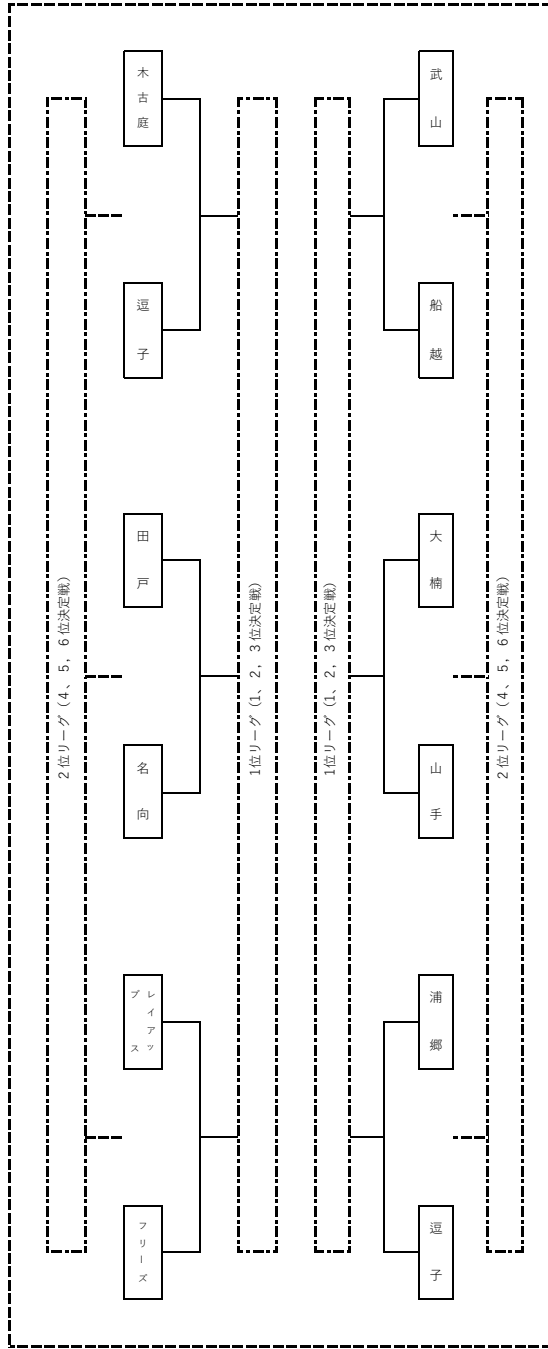 2位リーグ（4、5，6位決定戦）
木古庭
逗子
田戸
名向
レイアップス
フリーズ
1位リーグ（1、2，3位決定戦）
1位リーグ（1、2，3位決定戦）
武山
船越
大楠
山手
浦郷
逗子
2位リーグ（4、5，6位決定戦）